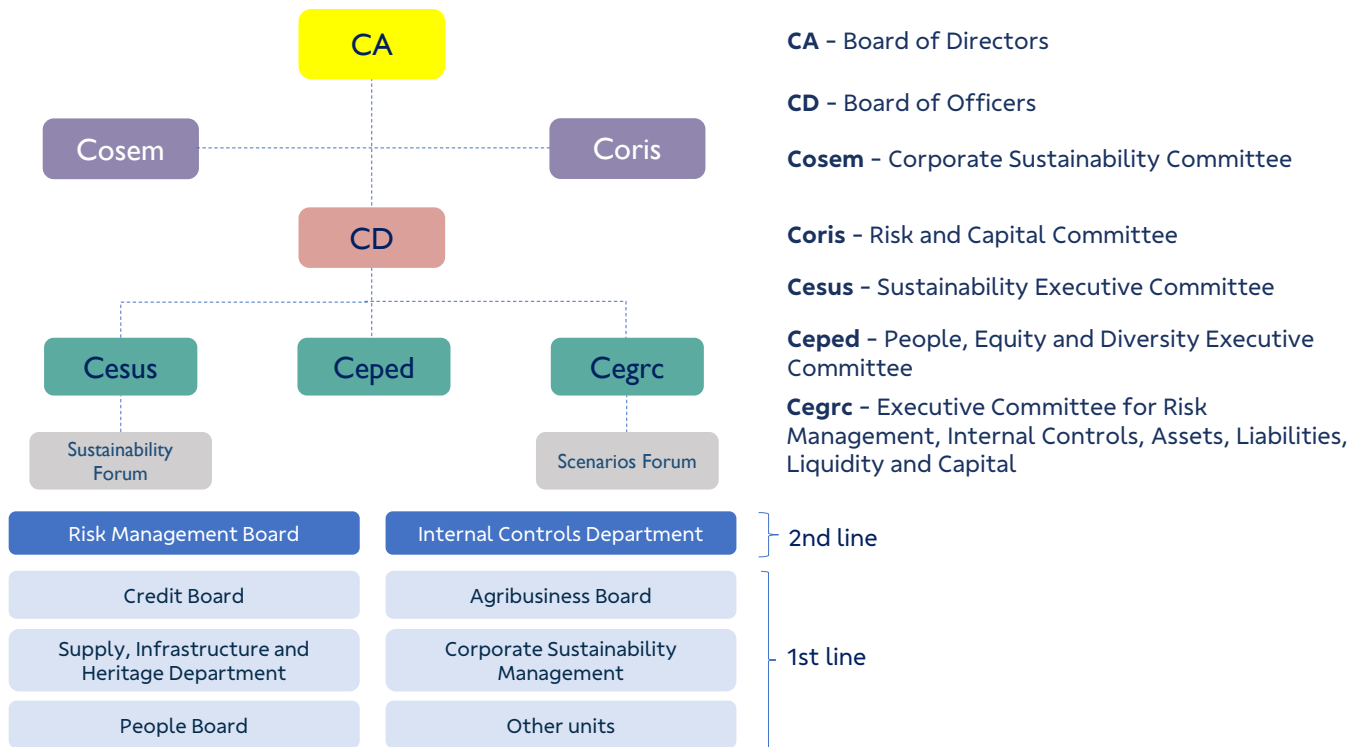 CA
Cosem
Coris
CD
Cesus
Ceped
Cegrc
Sustainability
Forum
Scenarios Forum
CA - Board of Directors
CD - Board of Officers
Cosem - Corporate Sustainability Committee
Coris - Risk and Capital Committee
Cesus - Sustainability Executive Committee
Ceped - People, Equity and Diversity Executive
Committee
Cegrc - Executive Committee for Risk
Management, Internal Controls, Assets, Liabilities,
Liquidity and Capital
Risk Management Board
Internal Controls Department
2nd line
Credit Board
Agribusiness Board
Supply, Infrastructure and
Heritage Department
Corporate Sustainability
Management
1st line
People Board
Other units